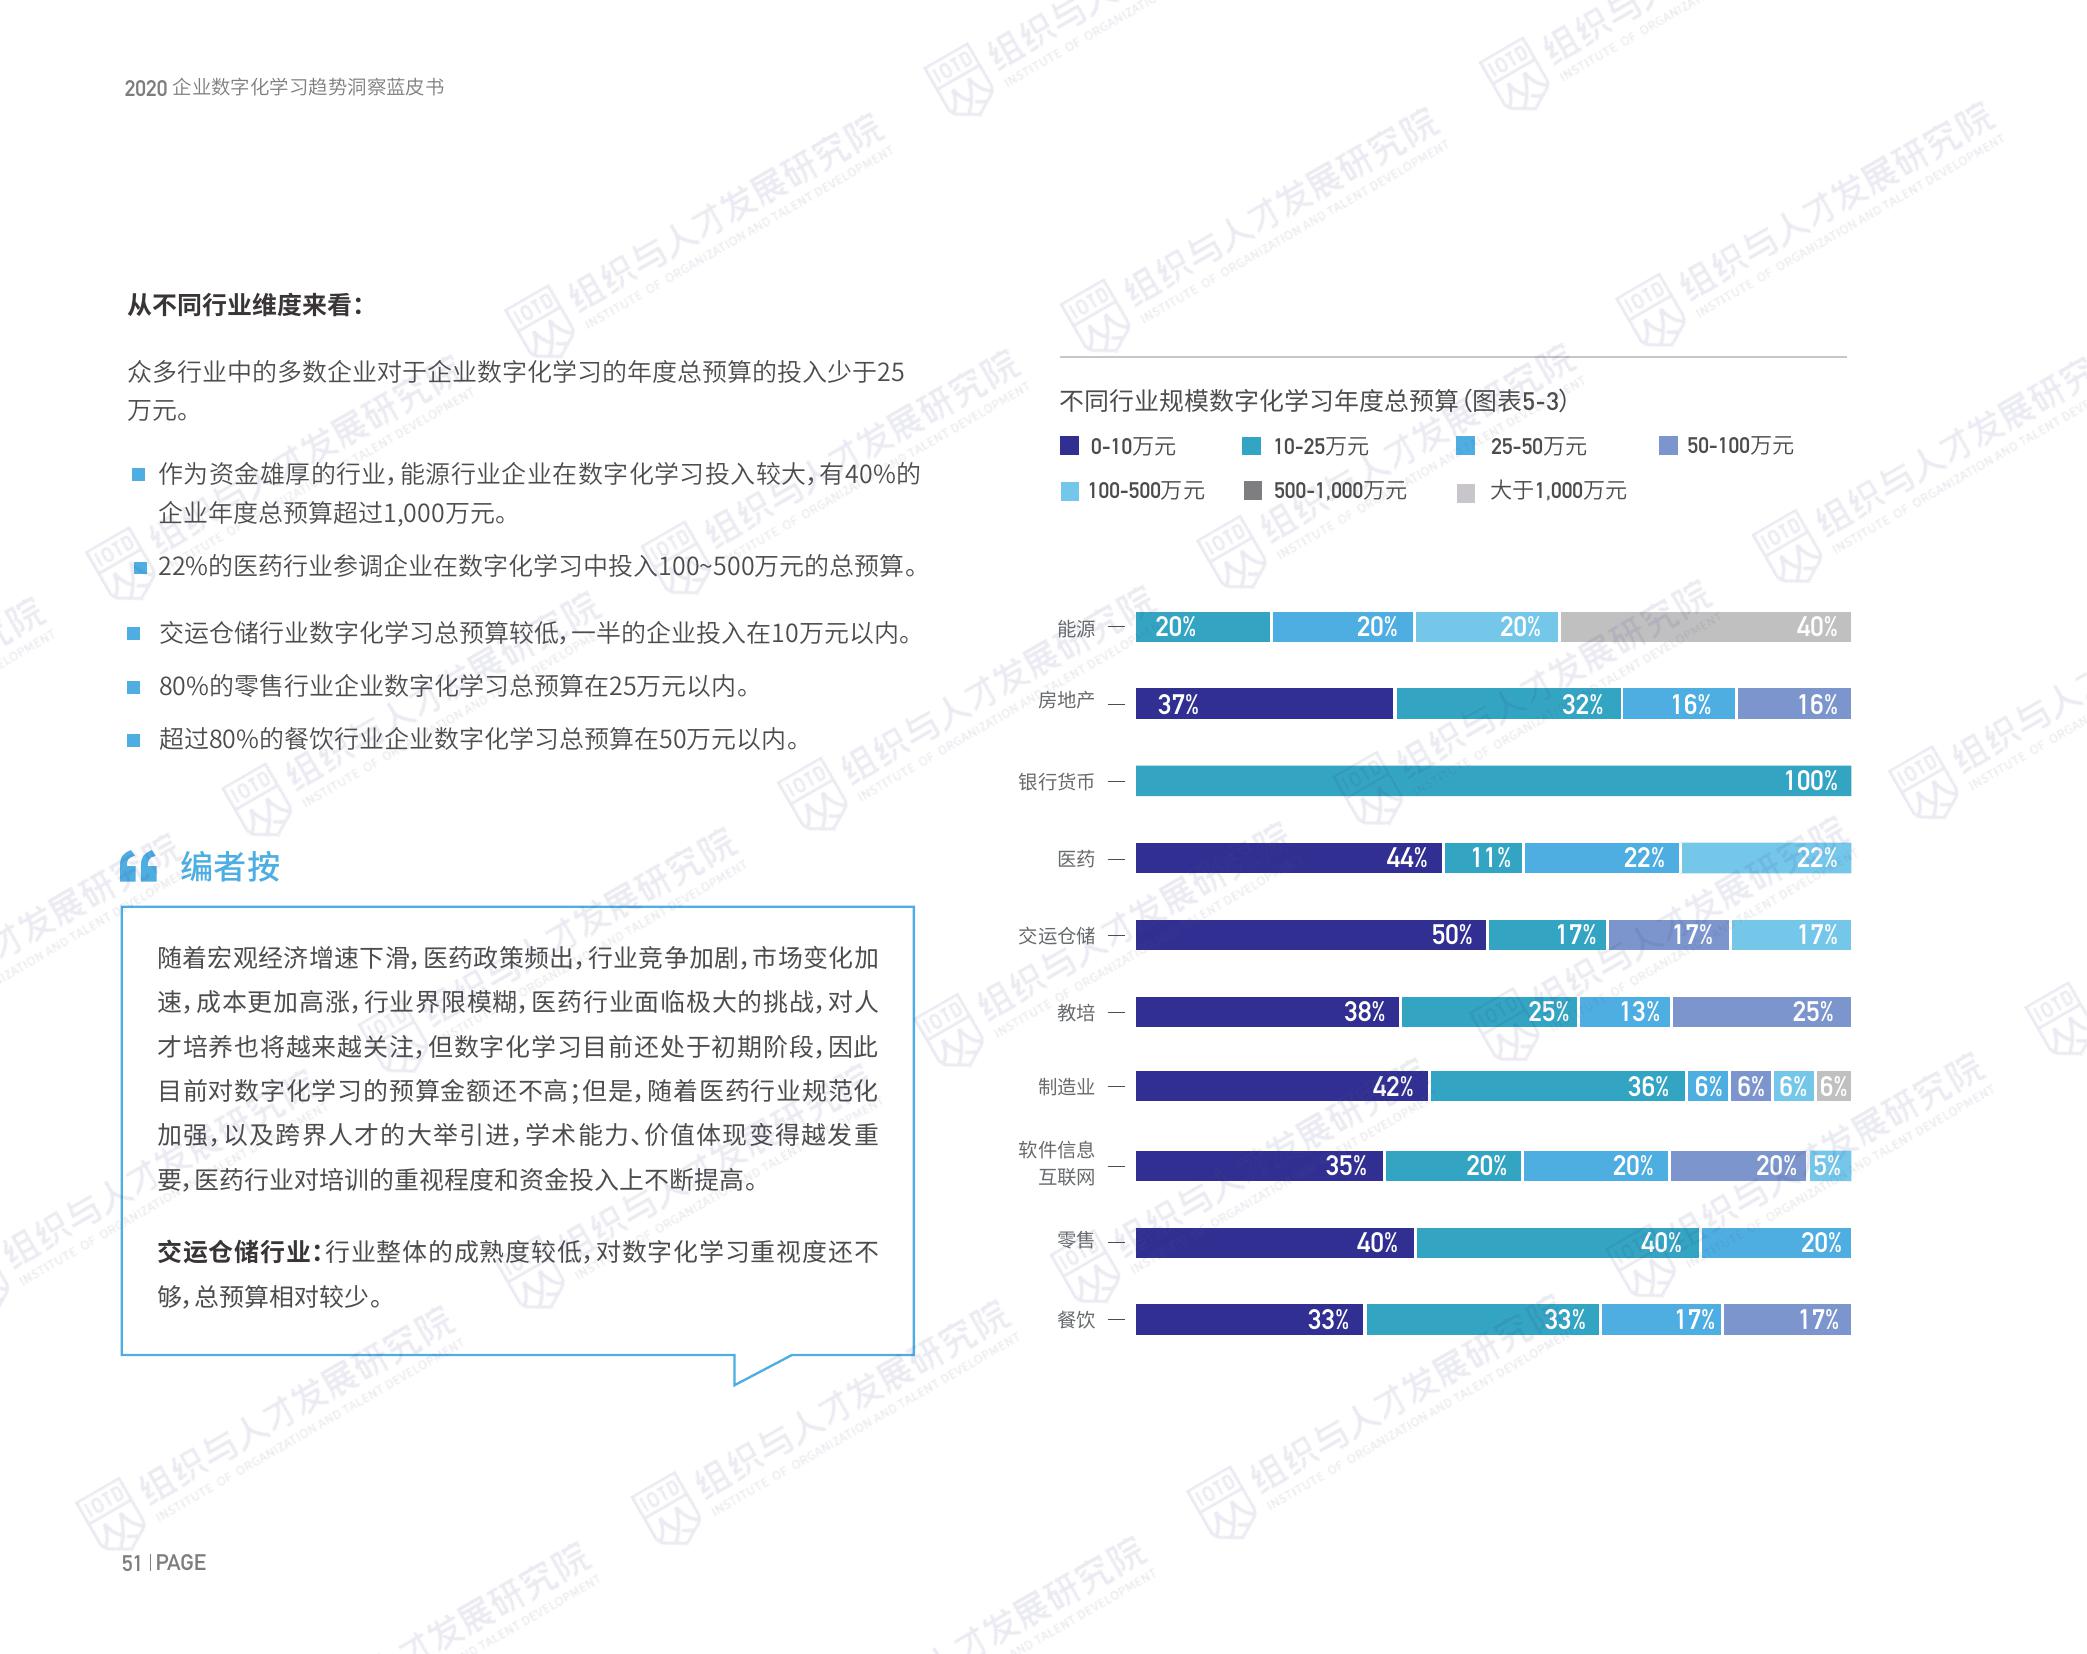 2020 企业数字化学习趋势洞察蓝皮书
从不同行业维度来看：
众多行业中的多数企业对于企业数字化学习的年度总预算的投入少于25
万元。
作为资金雄厚的行业，能源行业企业在数字化学习投入较大，有40%的
企业年度总预算超过1,000万元。
22%的医药行业参调企业在数字化学习中投入100~500万元的总预算。
交运仓储行业数字化学习总预算较低，一半的企业投入在10万元以内。
80%的零售行业企业数字化学习总预算在25万元以内。
超过80%的餐饮行业企业数字化学习总预算在50万元以内。
编者按
随着宏观经济增速下滑，医药政策频出，行业竞争加剧，市场变化加
速，成本更加高涨，行业界限模糊，医药行业面临极大的挑战，对人
才培养也将越来越关注，但数字化学习目前还处于初期阶段，因此
目前对数字化学习的预算金额还不高；但是，随着医药行业规范化
加强，以及跨界人才的大举引进，学术能力、价值体现变得越发重
要，医药行业对培训的重视程度和资金投入上不断提高。
交运仓储行业：行业整体的成熟度较低，对数字化学习重视度还不
够，总预算相对较少。
不同行业规模数字化学习年度总预算（图表5-3）
0-10万元 10-25万元 25-50万元 50-100万元
100-500万元 500-1,000万元 大于1,000万元
能源 20% 20% 20% 40%
房地产 37% 32% 16% 16%
银行货币 100%
医药 44% 11% 22% 22%
交运仓储 50% 17% 17% 17%
教培 38% 25% 13% 25%
制造业 42% 36% 6% 6% 6% 6%
软件信息
互联网 35% 20% 20% 20% 5%
零售 40% 40% 20%
餐饮 33% 33% 17% 17%
51 | PAGE
IOTD 组织与人才发展研究院
INSTITUTE OF ORGANIZATION AND TALENT DEVELOPMENT